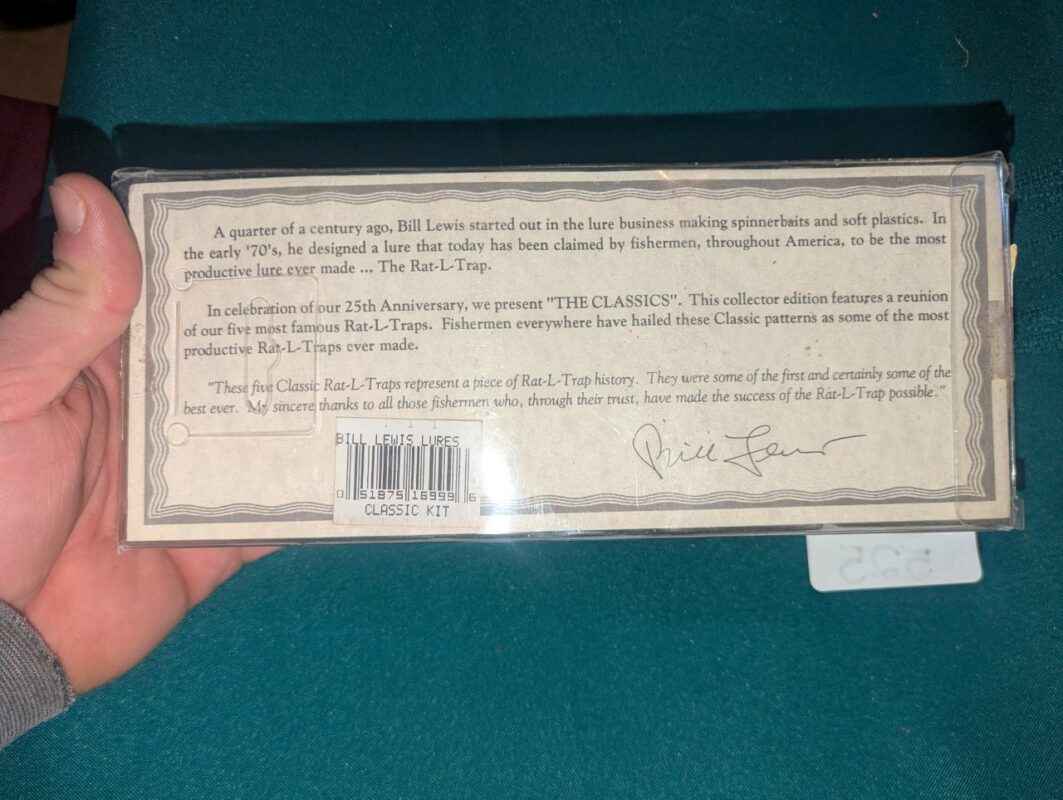 A quarter of a century ago, Bill Lewis started out in the lure business making spinnerbaits and soft plastics. In
the early '70's, he designed a lure that today has been claimed by fishermen, throughout America, to be the most
productive lure ever made ... The Rat-L-Trap.
In celebration of our 25th Anniversary, we present "THE CLASSICS". This collector edition features a reunion
of our five most famous Rat-L-Traps. Fishermen everywhere have hailed these Classic patterns as some of the most
productive Rat-L-Traps ever made.
"These five Classic Rat-L-Traps represent a piece of Rat-L-Trap history. They were some of the first and certainly some of the
best ever. My sincere thanks to all those fishermen who, through their trust, have made the success of the Rat-L-Trap possible."
Bill Lewis
BILL LEWIS LURES
0 51875 16999 6
CLASSIC KIT
525